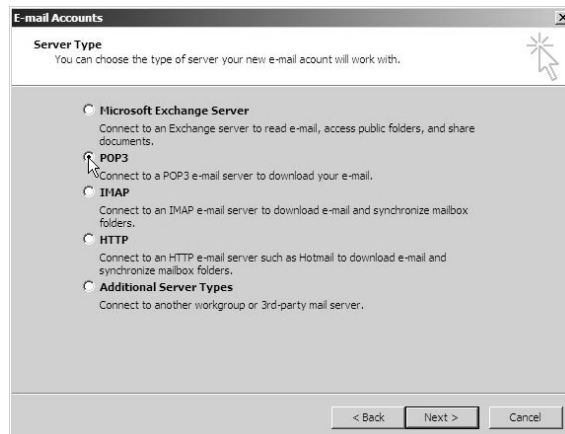 E-mail Accounts
Server Type
You can choose the type of server your new e-mail acount will work with.
Microsoft Exchange Server
Connect to an Exchange server to read e-mail, access public folders, and share
documents.
POP3
Connect to a POP3 e-mail server to download your e-mail.
IMAP
Connect to an IMAP e-mail server to download e-mail and synchronize mailbox
folders.
HTTP
Connect to an HTTP e-mail server such as Hotmail to download e-mail and
synchronize mailbox folders.
Additional Server Types
Connect to another workgroup or 3rd-party mail server.
< Back Next > Cancel